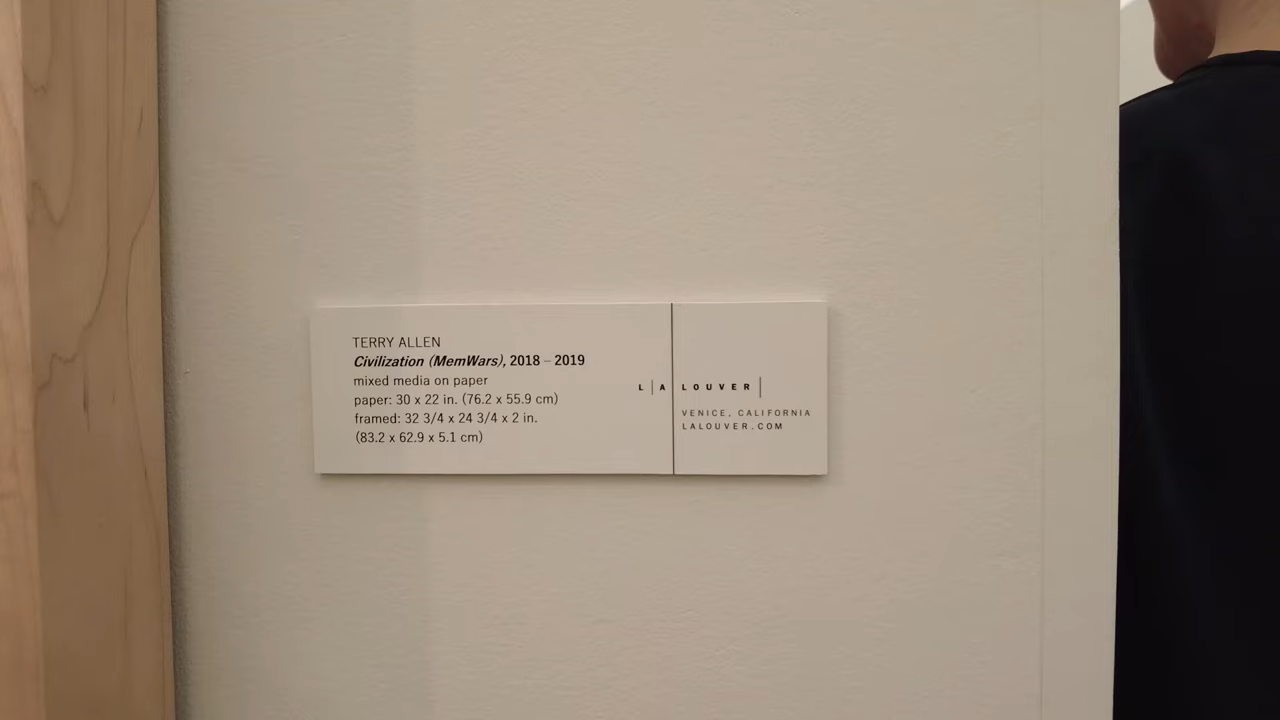 TERRY ALLEN
Civilization (MemWars), 2018 – 2019
mixed media on paper
paper: 30 x 22 in. (76.2 x 55.9 cm)
framed: 32 3/4 x 24 3/4 x 2 in.
(83.2 x 62.9 x 5.1 cm)
L|A LOUVER|
VENICE, CALIFORNIA
LALOUVER.COM